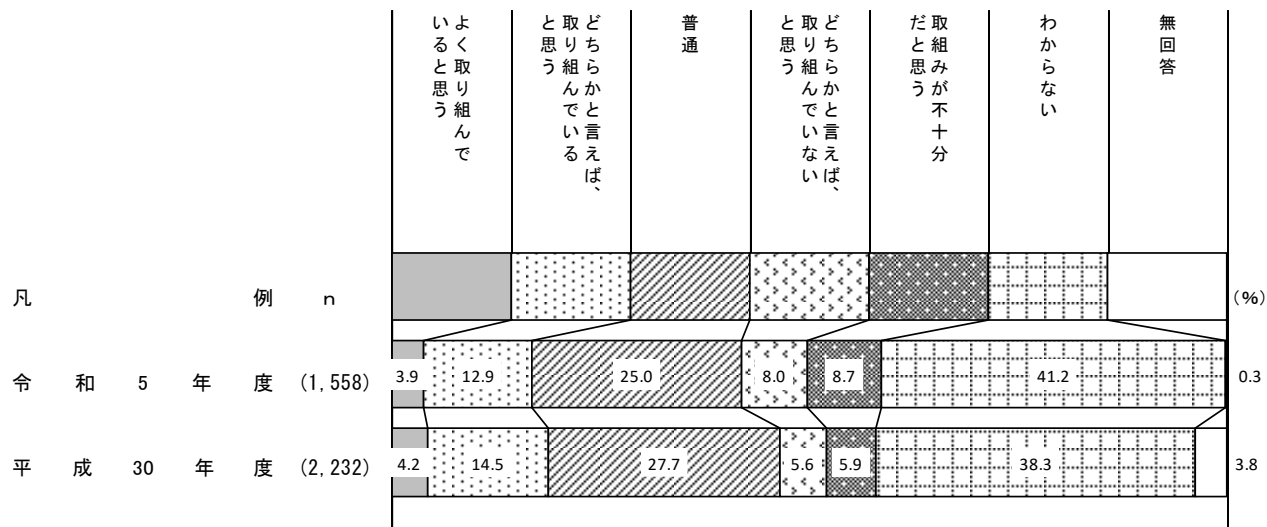 よく取り組んで
いると思う
どちらかと言えば、
取り組んでいる
と思う
普通
どちらかと言えば、
取り組んでいない
と思う
取組みが不十分
だと思う
わからない
無回答
凡例 n (%)
令和5年度 (1,558) 3.9 12.9 25.0 8.0 8.7 41.2 0.3
平成30年度 (2,232) 4.2 14.5 27.7 5.6 5.9 38.3 3.8